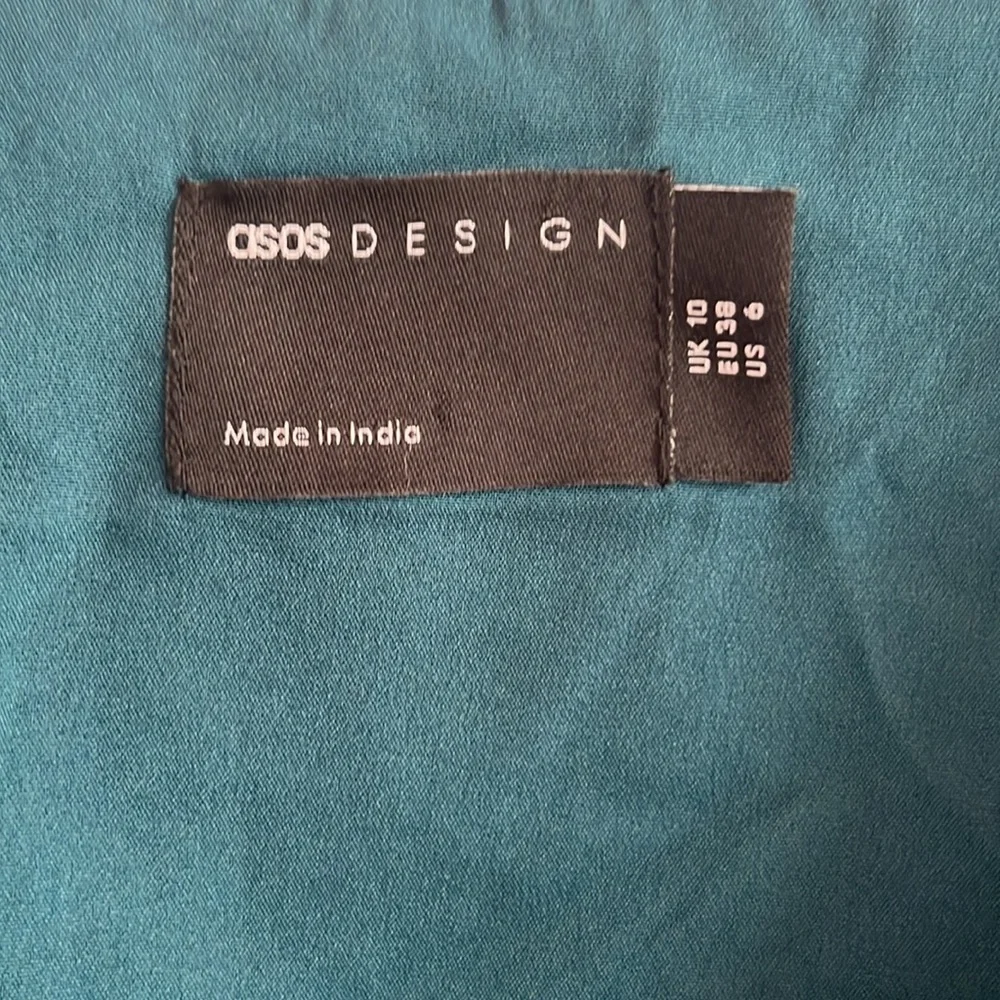 asos DESIGN
Made in India
UK 10
EU 38
US 6